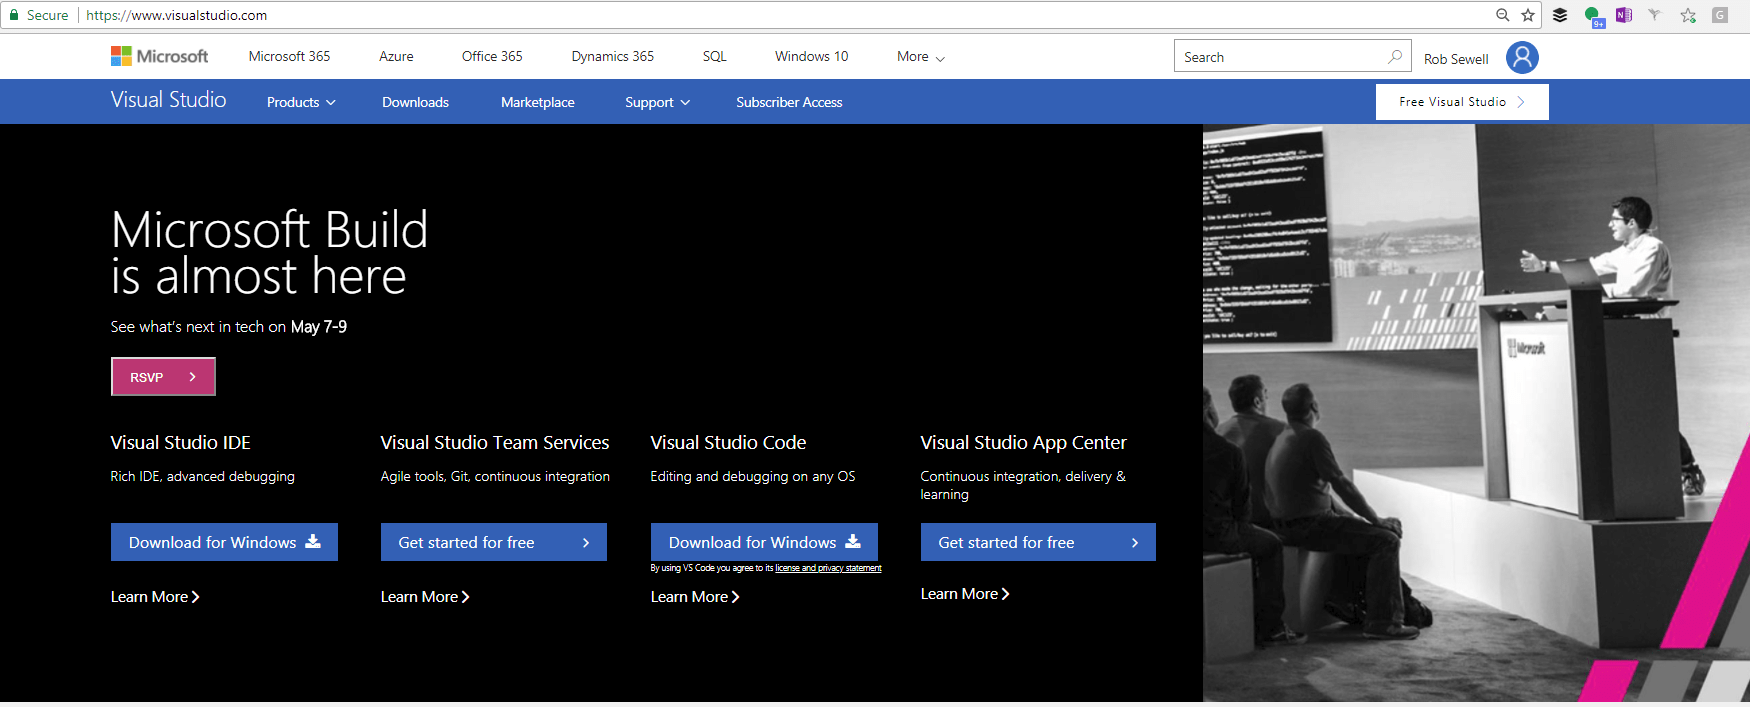 Secure https://www.visualstudio.com
9+
N
G
Microsoft Microsoft 365 Azure Office 365 Dynamics 365 SQL Windows 10 More Search Rob Sewell
Visual Studio Products Downloads Marketplace Support Subscriber Access Free Visual Studio
Microsoft Build
is almost here
See what's next in tech on May 7-9
RSVP
Visual Studio IDE
Rich IDE, advanced debugging
Download for Windows
Learn More
Visual Studio Team Services
Agile tools, Git, continuous integration
Get started for free
Learn More
Visual Studio Code
Editing and debugging on any OS
Download for Windows
By using VS Code you agree to its license and privacy statement
Learn More
Visual Studio App Center
Continuous integration, delivery &
learning
Get started for free
Learn More
Microsoft